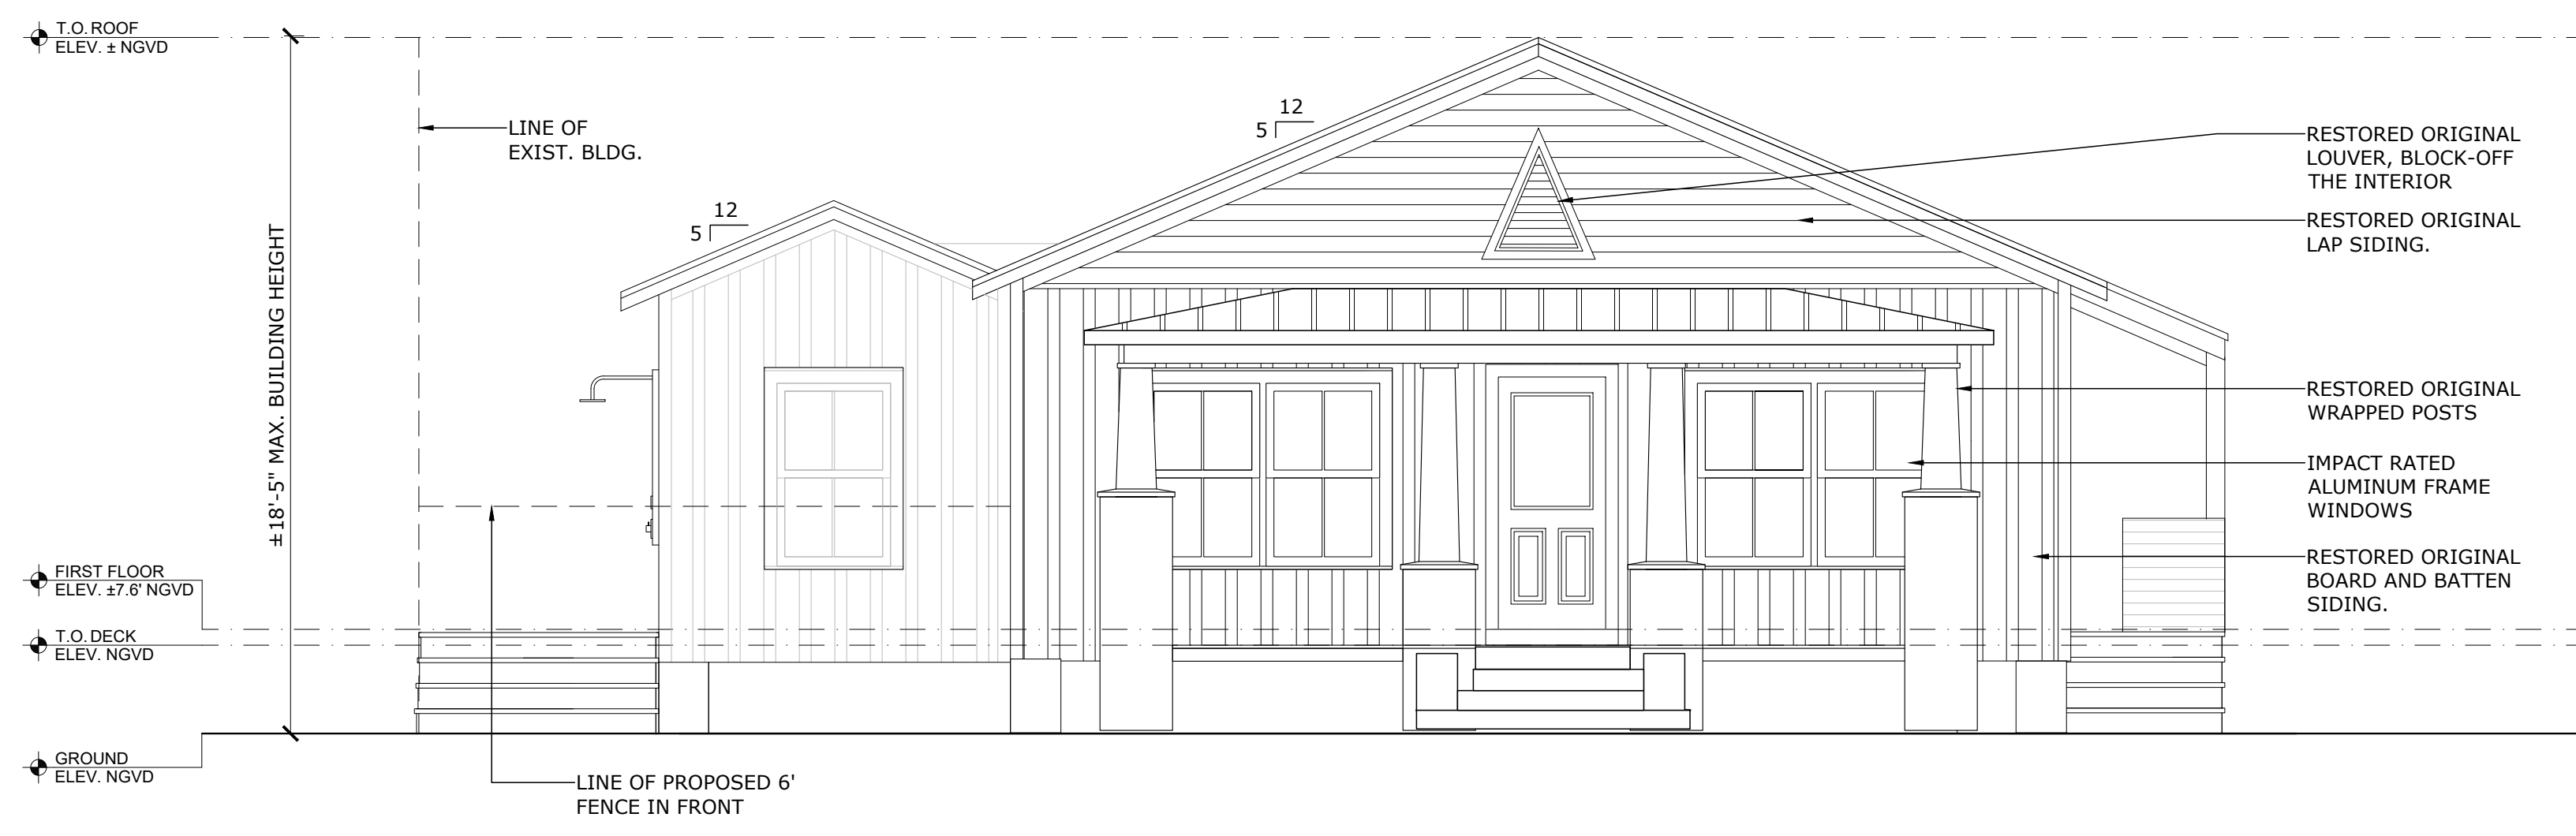 T.O. ROOF
ELEV. ± NGVD
±18'-5" MAX. BUILDING HEIGHT
LINE OF
EXIST. BLDG.
12
5
12
5
RESTORED ORIGINAL
LOUVER, BLOCK-OFF
THE INTERIOR
RESTORED ORIGINAL
LAP SIDING.
RESTORED ORIGINAL
WRAPPED POSTS
IMPACT RATED
ALUMINUM FRAME
WINDOWS
RESTORED ORIGINAL
BOARD AND BATTEN
SIDING.
FIRST FLOOR
ELEV. ±7.6' NGVD
T.O. DECK
ELEV. NGVD
GROUND
ELEV. NGVD
LINE OF PROPOSED 6'
FENCE IN FRONT